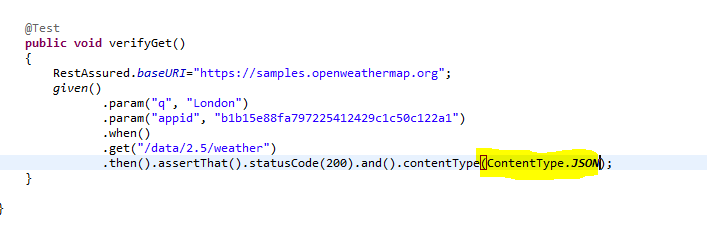 @Test
public void verifyGet()
{
RestAssured.baseURI="https://samples.openweathermap.org";
given()
.param("q", "London")
.param("appid", "b1b15e88fa797225412429c1c50c122a1")
.when()
.get("/data/2.5/weather")
.then().assertThat().statusCode(200).and().contentType(ContentType.JSON);
}
}